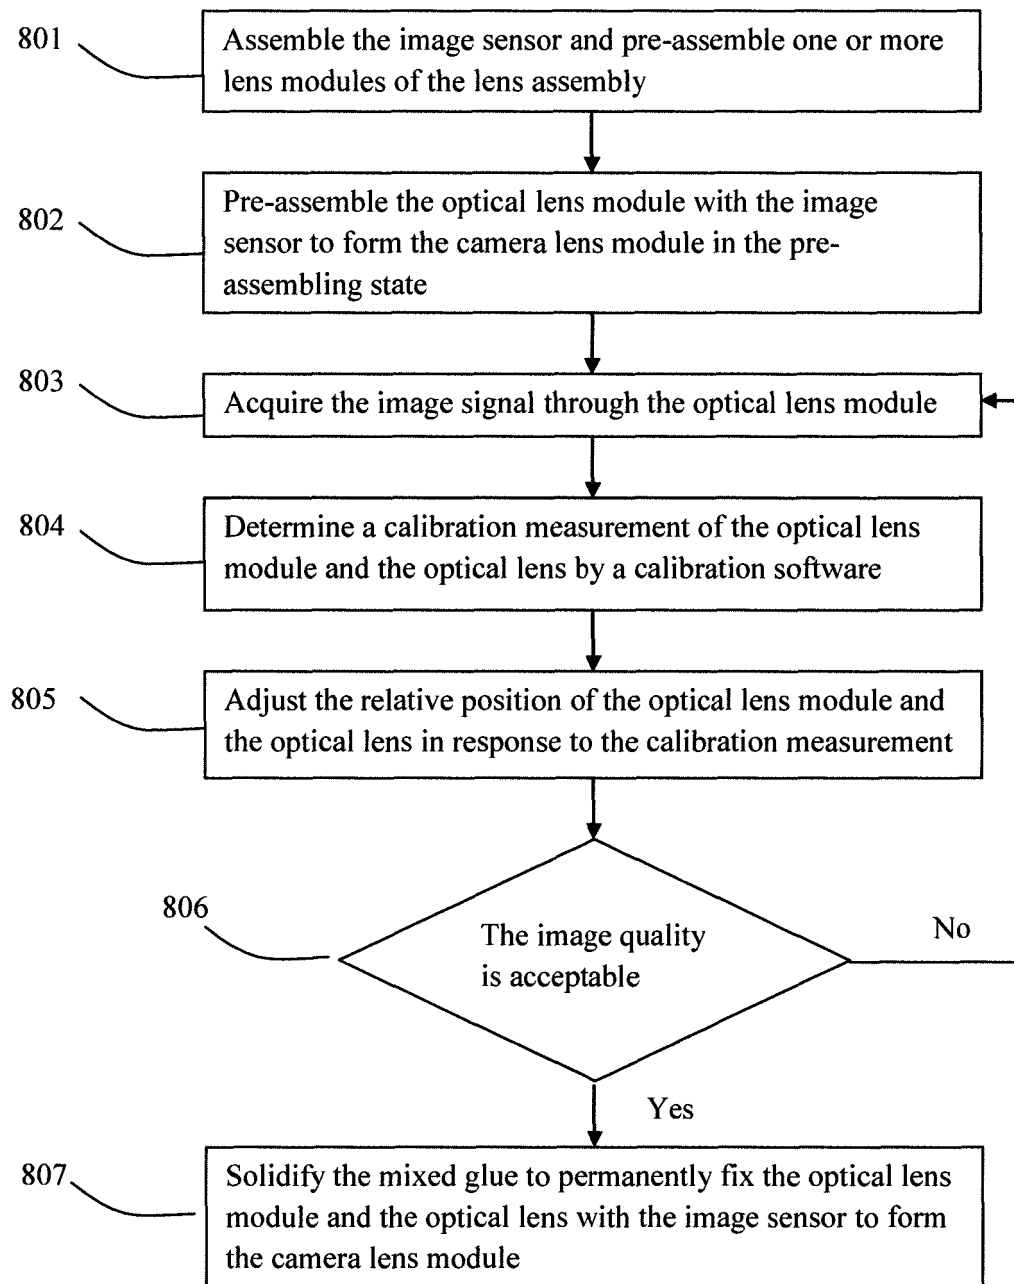 801
Assemble the image sensor and pre-assemble one or more
lens modules of the lens assembly
802
Pre-assemble the optical lens module with the image
sensor to form the camera lens module in the pre-
assembling state
803
Acquire the image signal through the optical lens module
804
Determine a calibration measurement of the optical lens
module and the optical lens by a calibration software
805
Adjust the relative position of the optical lens module and
the optical lens in response to the calibration measurement
806
The image quality
is acceptable
No
Yes
807
Solidify the mixed glue to permanently fix the optical lens
module and the optical lens with the image sensor to form
the camera lens module